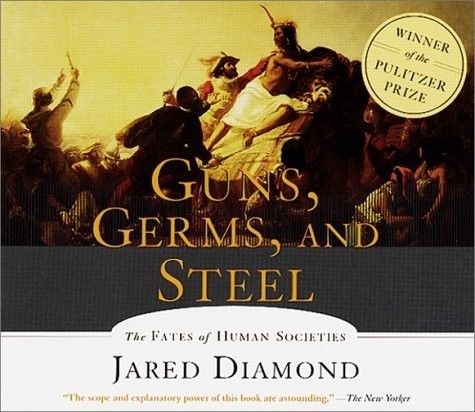 WINNER
of the
PULITZER
PRIZE
GUNS,
GERMS, AND
STEEL
The FATES of HUMAN SOCIETIES
JARED DIAMOND
"The scope and explanatory power of this book are astounding." —The New Yorker